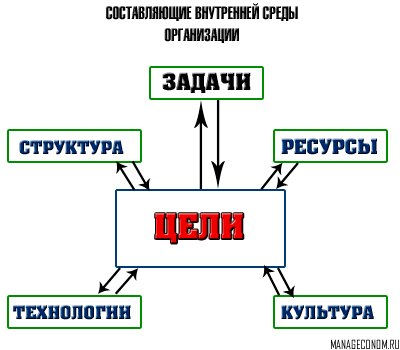 СОСТАВЛЯЮЩИЕ ВНУТРЕННЕЙ СРЕДЫ
ОРГАНИЗАЦИИ
ЗАДАЧИ
СТРУКТУРА
РЕСУРСЫ
ЦЕЛИ
ТЕХНОЛОГИИ
КУЛЬТУРА
MANAGECONOM.RU